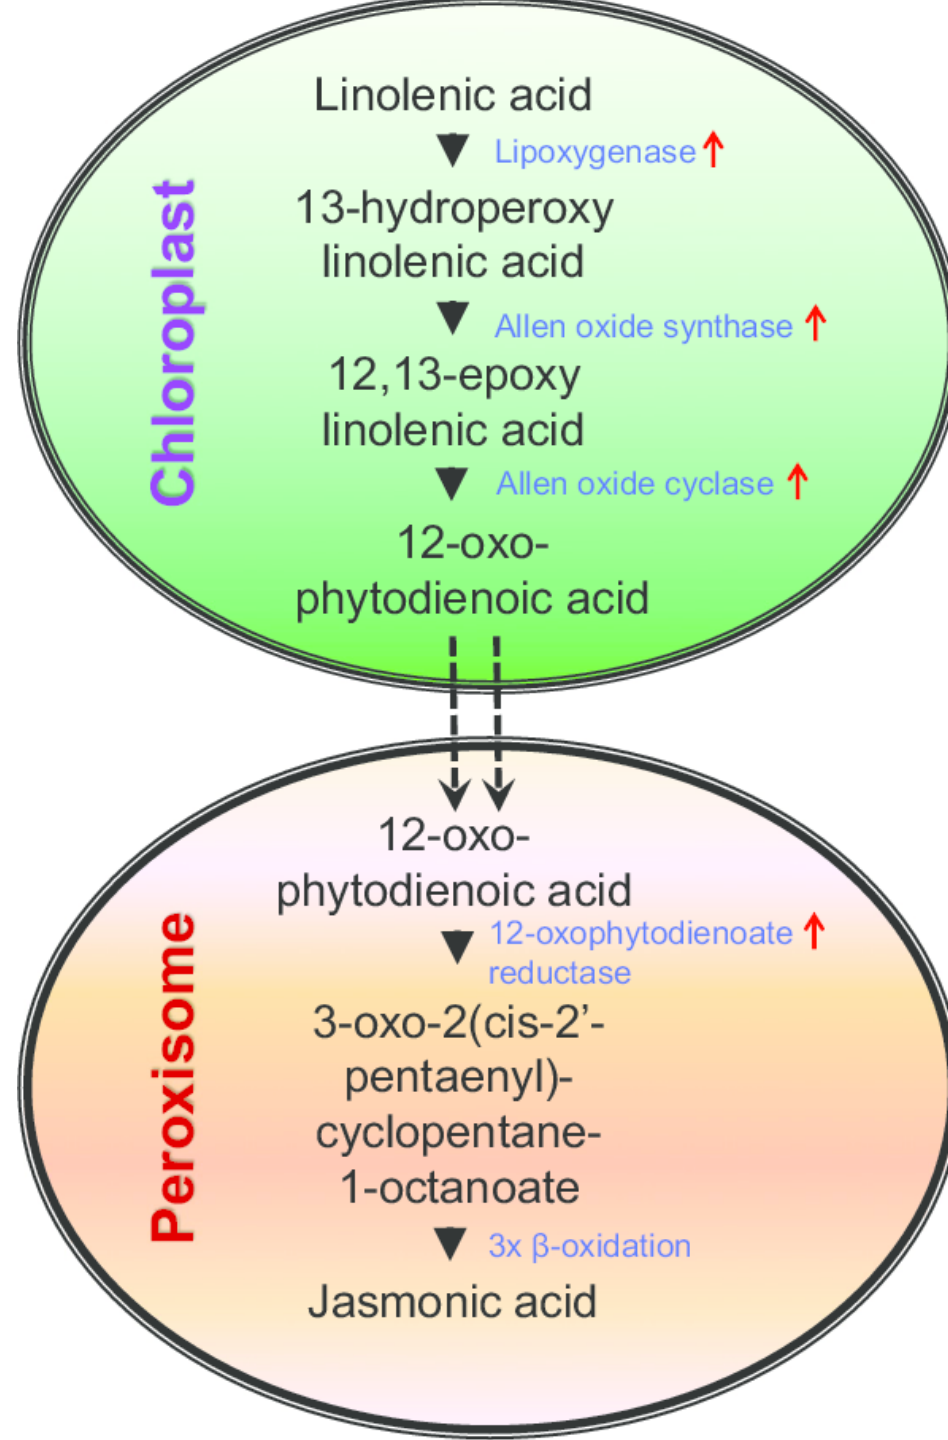 Chloroplast
Linolenic acid
Lipoxygenase
13-hydroperoxy
linolenic acid
Allen oxide synthase
12,13-epoxy
linolenic acid
Allen oxide cyclase
12-oxo-
phytodienoic acid
Peroxisome
12-oxo-
phytodienoic acid
12-oxophytodienoate
reductase
3-oxo-2(cis-2’-
pentaenyl)-
cyclopentane-
1-octanoate
3x β-oxidation
Jasmonic acid